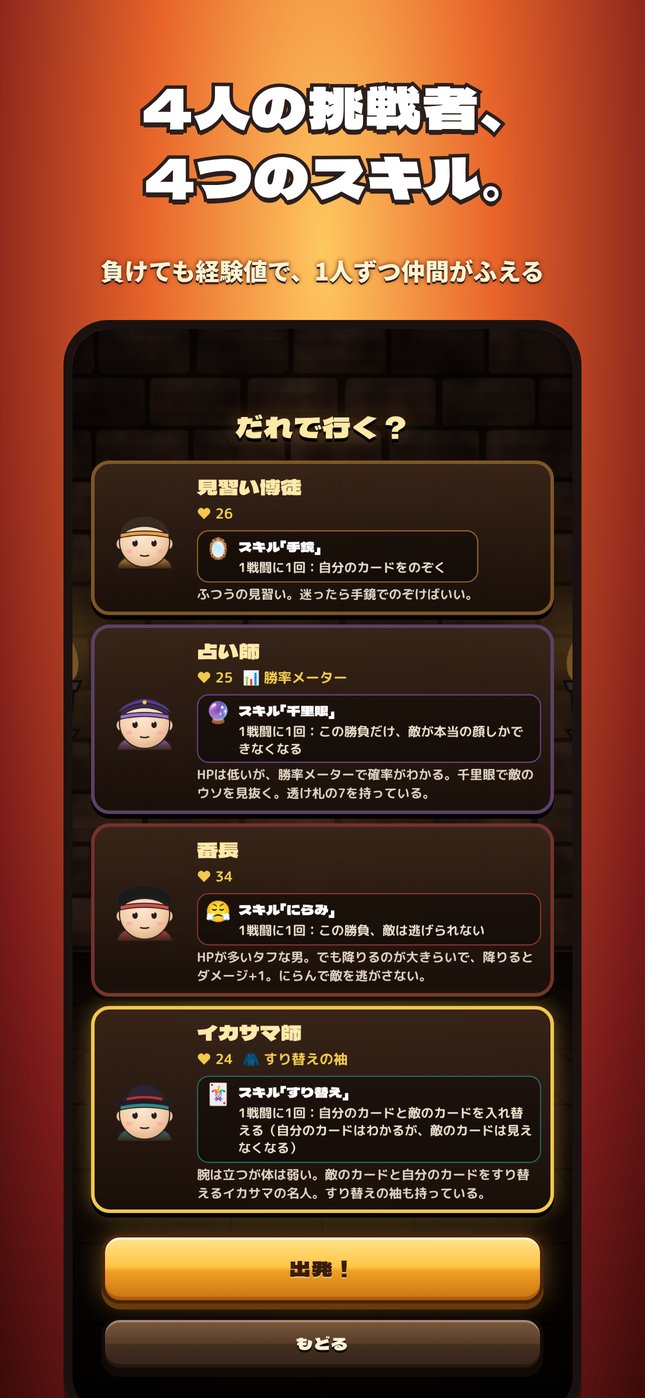 4人の挑戦者、
4つのスキル。
負けても経験値で、1人ずつ仲間がふえる
だれで行く？
見習い博徒
26
スキル「手鏡」
1戦闘に1回：自分のカードをのぞく
ふつうの見習い。迷ったら手鏡でのぞけばいい。
占い師
25 勝率メーター
スキル「千里眼」
1戦闘に1回：この勝負だけ、敵が本当の顔しかで
きなくなる
HPは低いが、勝率メーターで確率がわかる。千里眼で敵の
ウソを見抜く。透け札の7を持っている。
番長
34
スキル「にらみ」
1戦闘に1回：この勝負、敵は逃げられない
HPが多いタフな男。でも降りるのが大きらいで、降りると
ダメージ+1。にらんで敵を逃がさない。
イカサマ師
24 すり替えの袖
スキル「すり替え」
1戦闘に1回：自分のカードと敵のカードを入れ替
える（自分のカードはわかるが、敵のカードは見え
なくなる）
腕は立つが体は弱い。敵のカードと自分のカードをすり替
えるイカサマの名人。すり替えの袖も持っている。
出発！
もどる